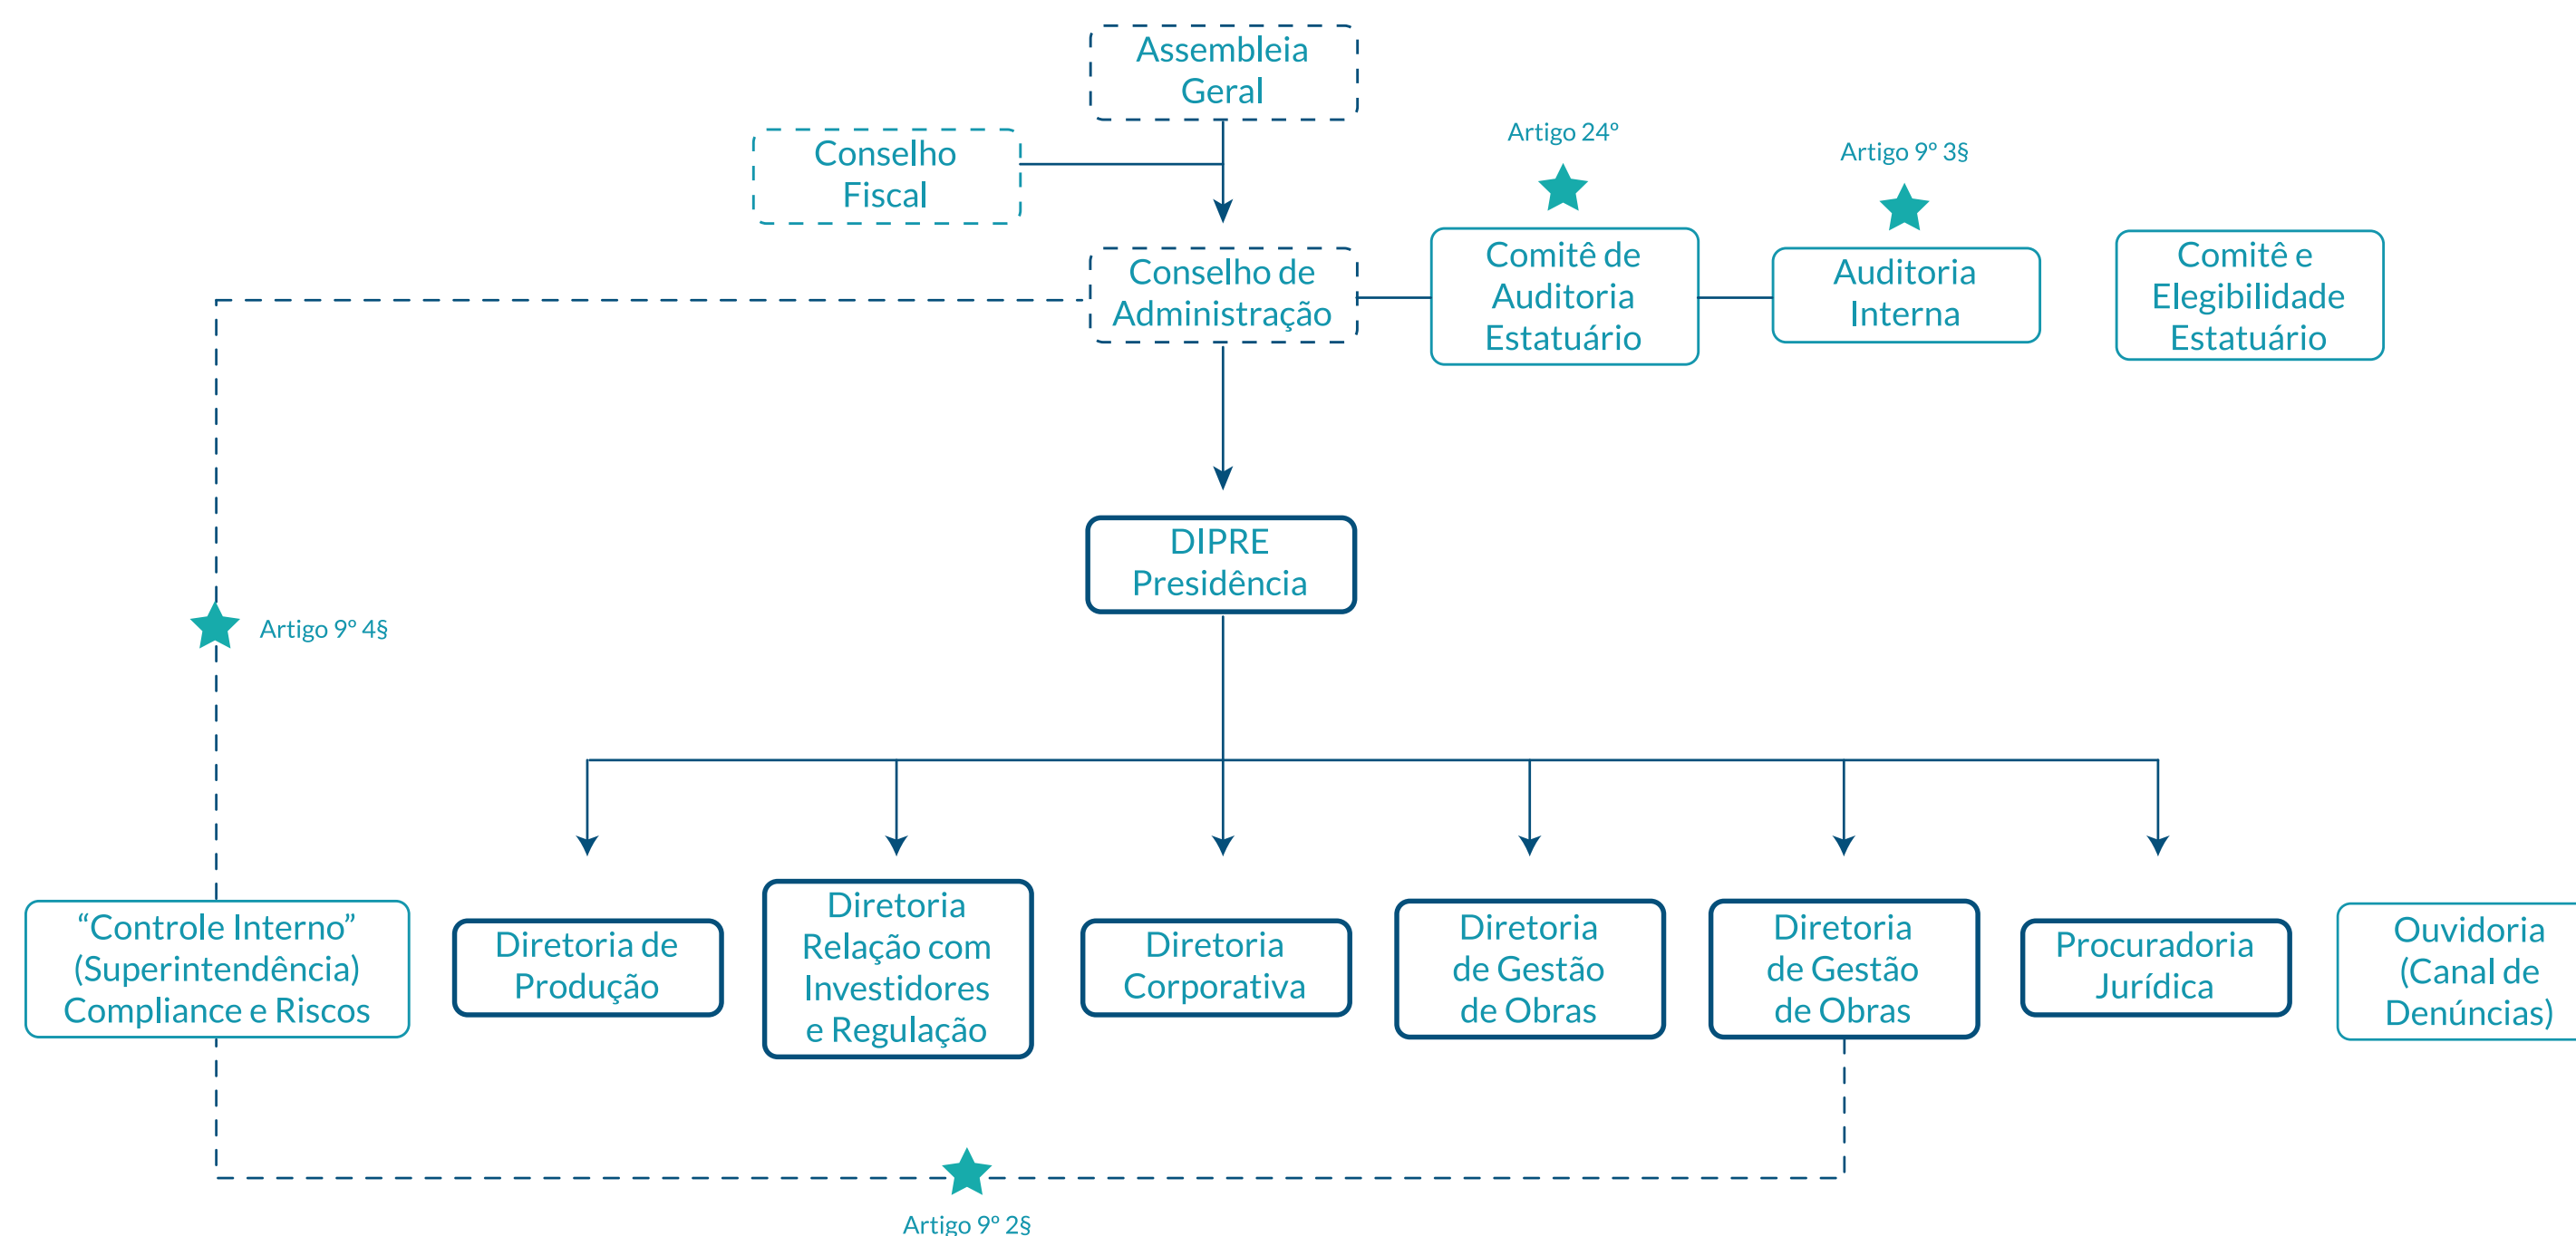 Assembleia
Geral
Conselho
Fiscal
Artigo 24º
Artigo 9º 3§
Conselho de
Administração
Comitê de
Auditoria
Estatuário
Auditoria
Interna
Comitê e
Elegibilidade
Estatuário
DIPRE
Presidência
Artigo 9º 4§
“Controle Interno”
(Superintendência)
Compliance e Riscos
Diretoria de
Produção
Diretoria
Relação com
Investidores
e Regulação
Diretoria
Corporativa
Diretoria
de Gestão
de Obras
Diretoria
de Gestão
de Obras
Procuradoria
Jurídica
Ouvidoria
(Canal de
Denúncias)
Artigo 9º 2§